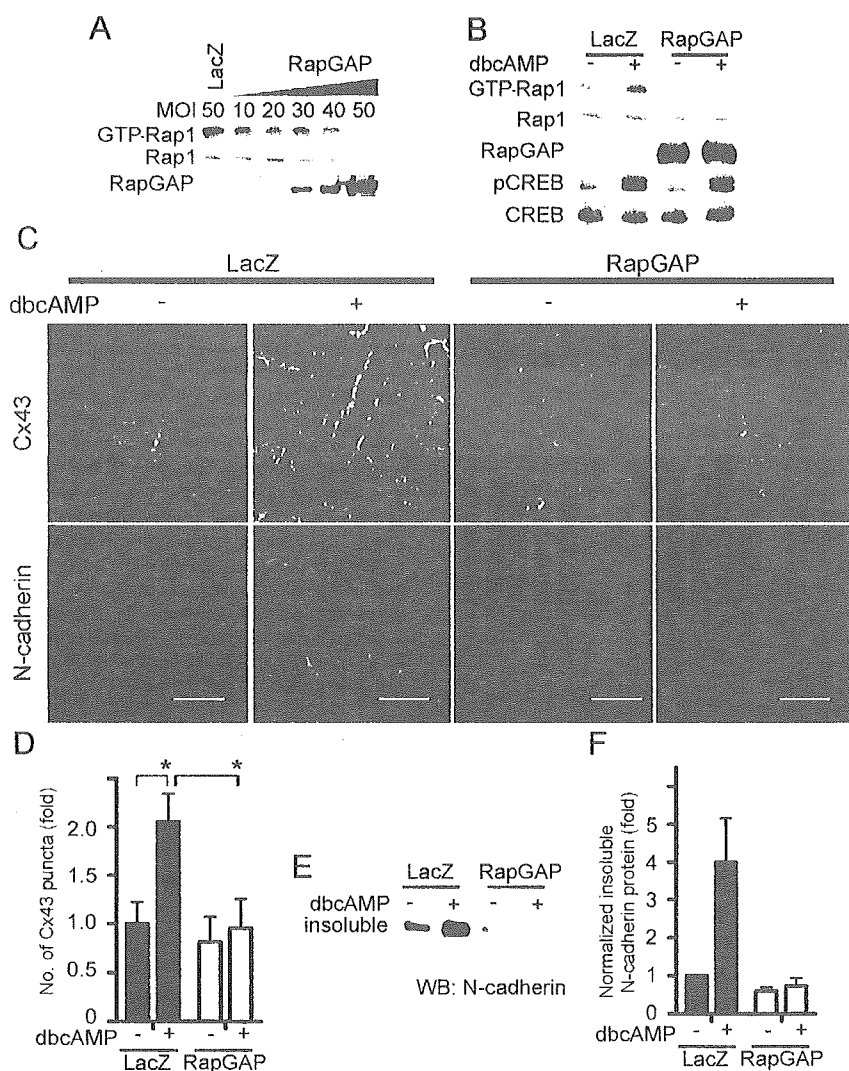 A
LacZ
RapGAP
MOI 50 10 20 30 40 50
GTP-Rap1
Rap1
RapGAP
B
LacZ RapGAP
dbcAMP - + - +
GTP-Rap1
Rap1
RapGAP
pCREB
CREB
C
LacZ RapGAP
dbcAMP - + - +
Cx43
N-cadherin
D
No. of Cx43 puncta (fold)
2.0
1.0
0.5
0
* *
dbcAMP - + - +
LacZ RapGAP
E
LacZ RapGAP
dbcAMP - + - +
insoluble
WB: N-cadherin
F
Normalized insoluble
N-cadherin protein (fold)
5
4
2
1
0
dbcAMP - + - +
LacZ RapGAP